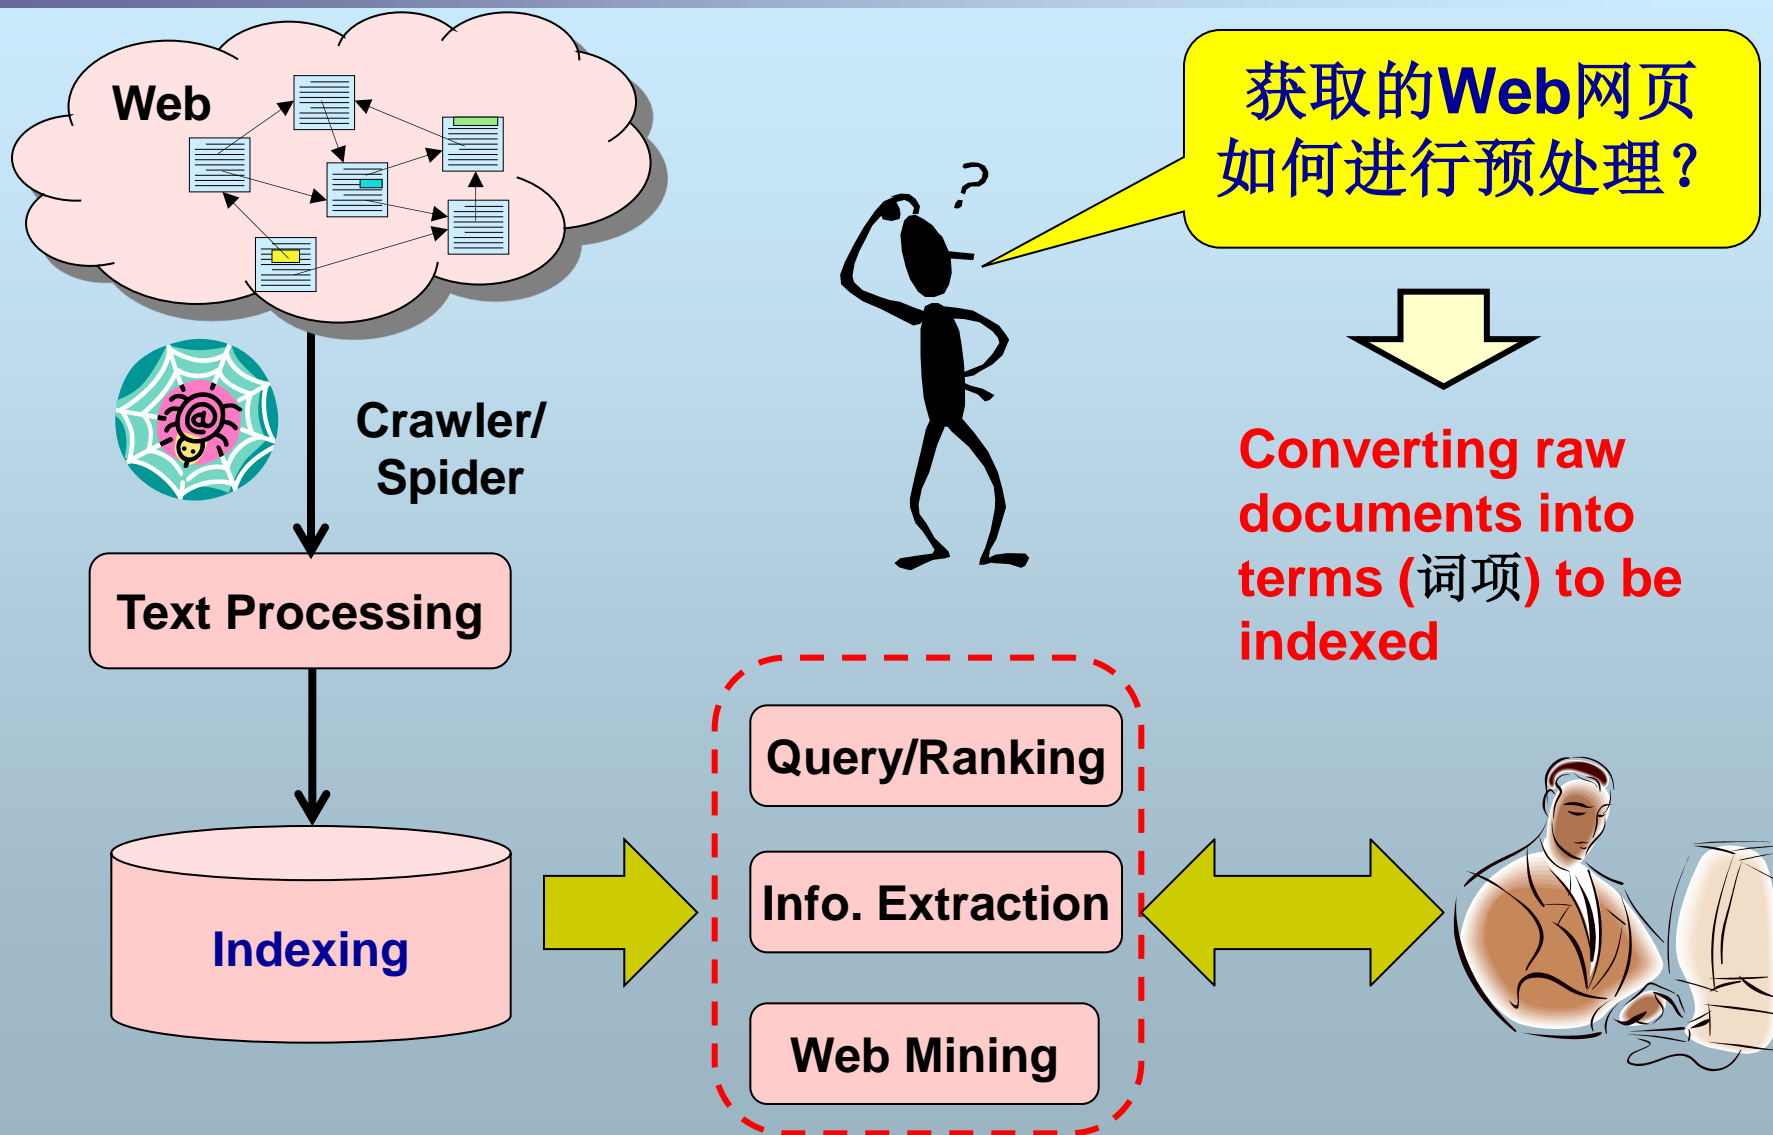 Web
获取的Web网页
如何进行预处理？
Crawler/
Spider
@
Converting raw
documents into
terms (词项) to be
indexed
Text Processing
Query/Ranking
Info. Extraction
Indexing
Web Mining